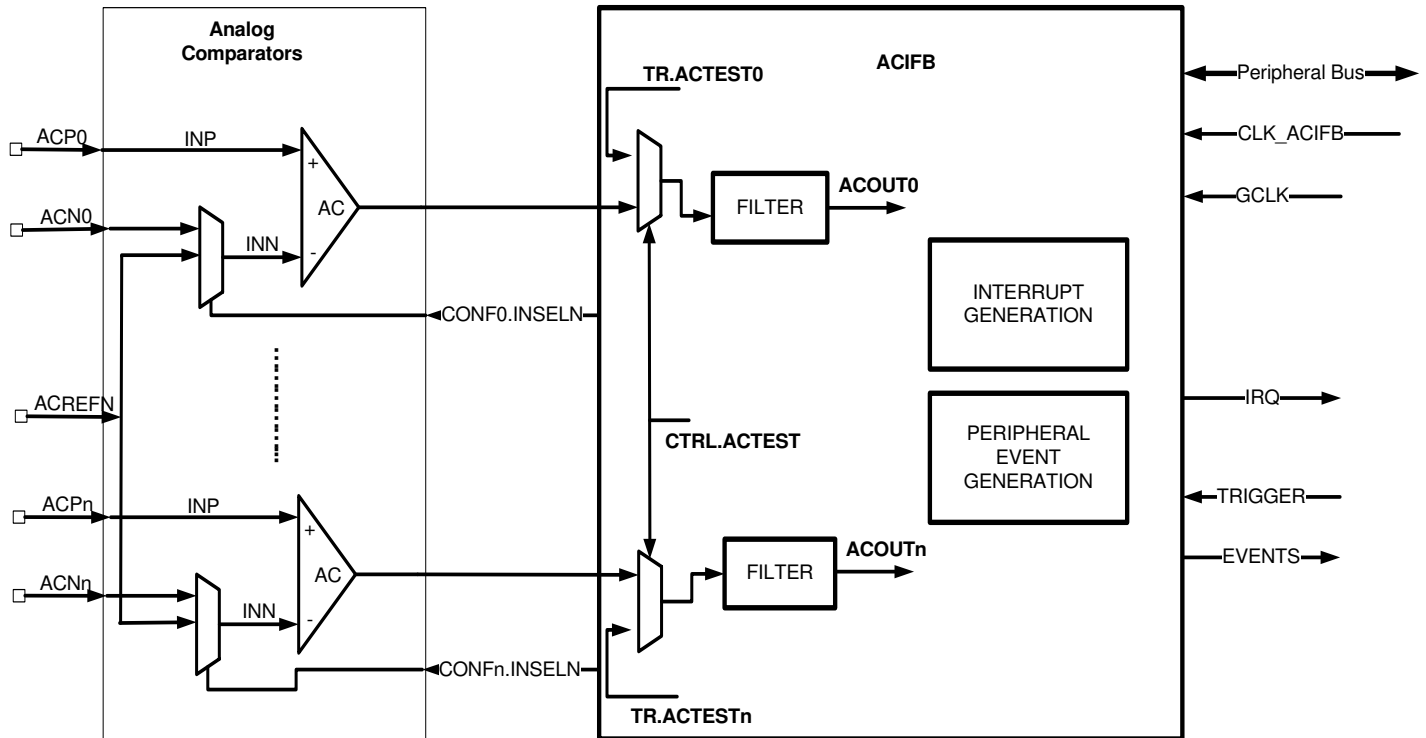 Analog
Comparators
ACIFB
TR.ACTEST0
Peripheral Bus
ACP0
INP
+
CLK_ACIFB
AC
ACOUT0
GCLK
FILTER
ACN0
INN
-
INTERRUPT
GENERATION
CONF0.INSELN
ACREFN
IRQ
CTRL.ACTEST
PERIPHERAL
EVENT
GENERATION
ACPn
INP
TRIGGER
+
ACOUTn
EVENTS
AC
FILTER
ACNn
INN
-
CONFn.INSELN
TR.ACTESTn